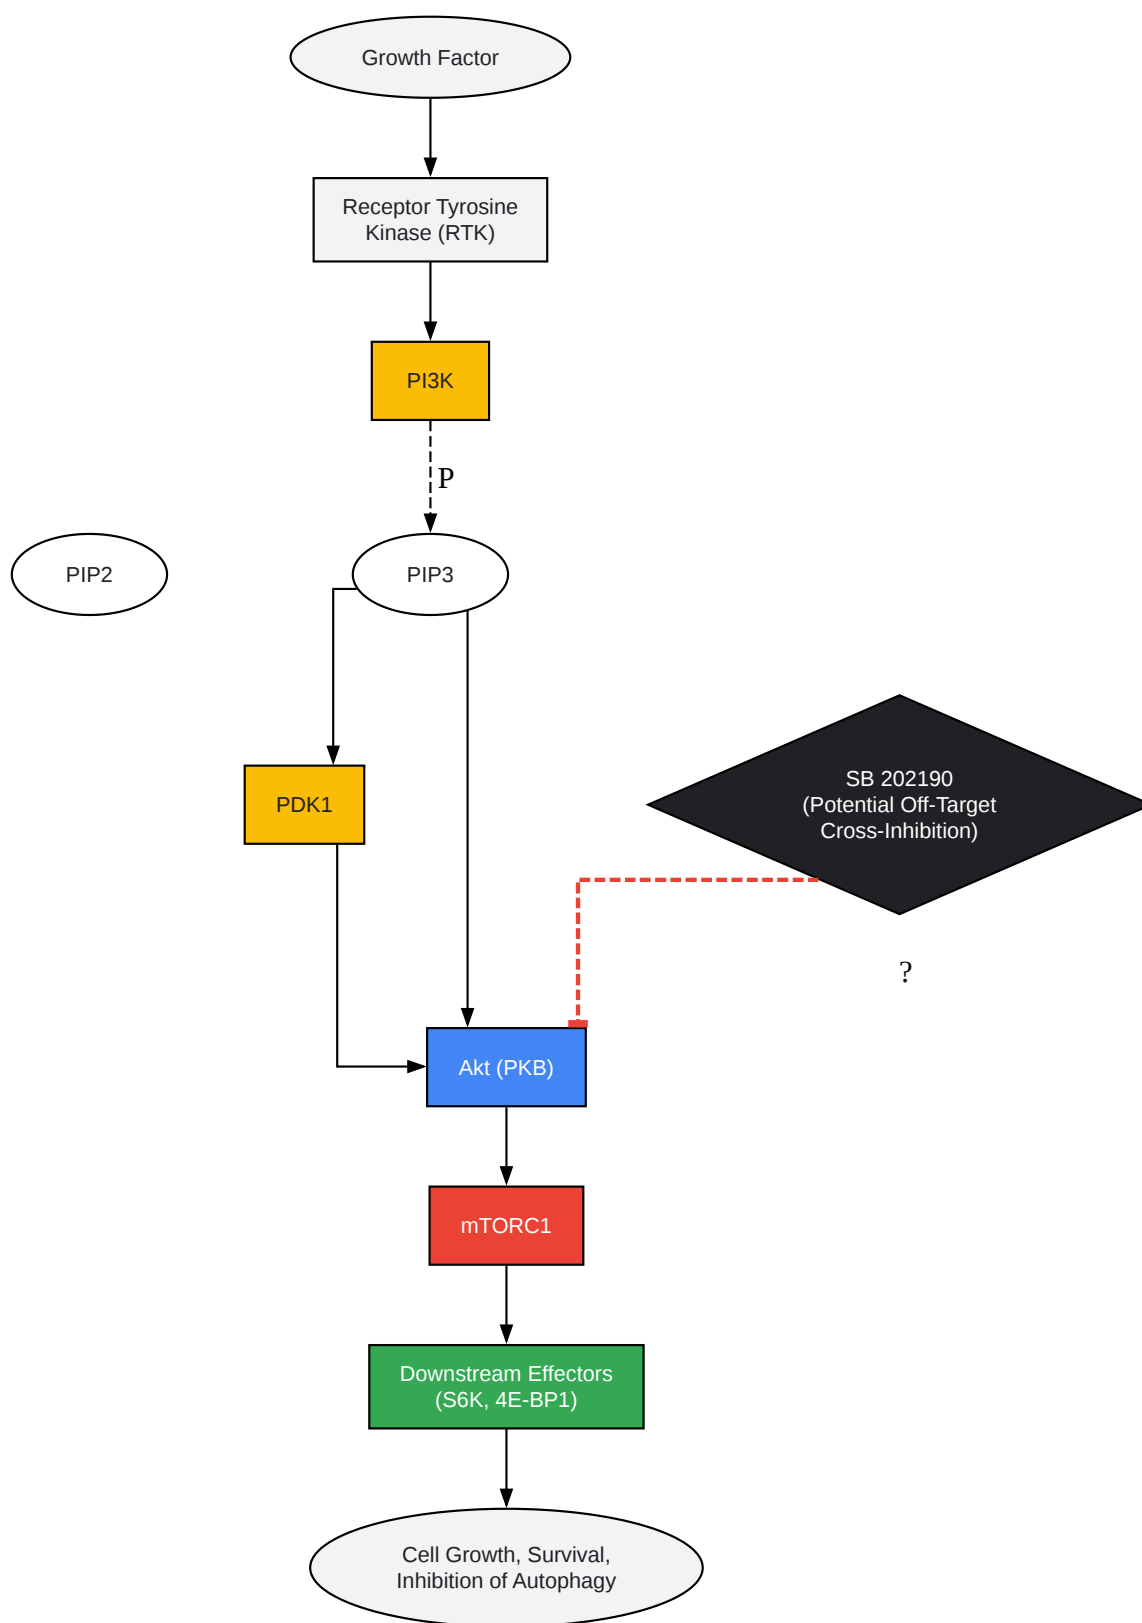 Growth Factor
Receptor Tyrosine
Kinase (RTK)
PI3K
P
PIP2
PIP3
PDK1
SB 202190
(Potential Off-Target
Cross-Inhibition)
?
Akt (PKB)
mTORC1
Downstream Effectors
(S6K, 4E-BP1)
Cell Growth, Survival,
Inhibition of Autophagy